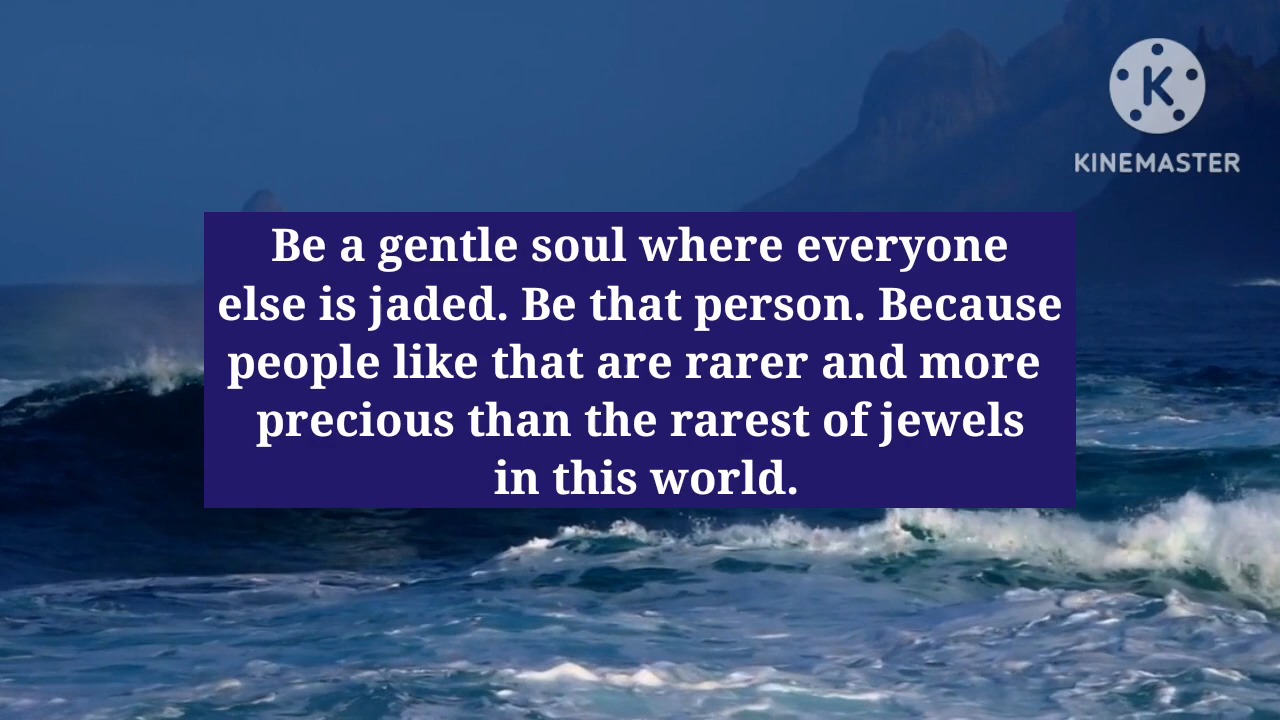 K
KINEMASTER
Be a gentle soul where everyone
else is jaded. Be that person. Because
people like that are rarer and more
precious than the rarest of jewels
in this world.